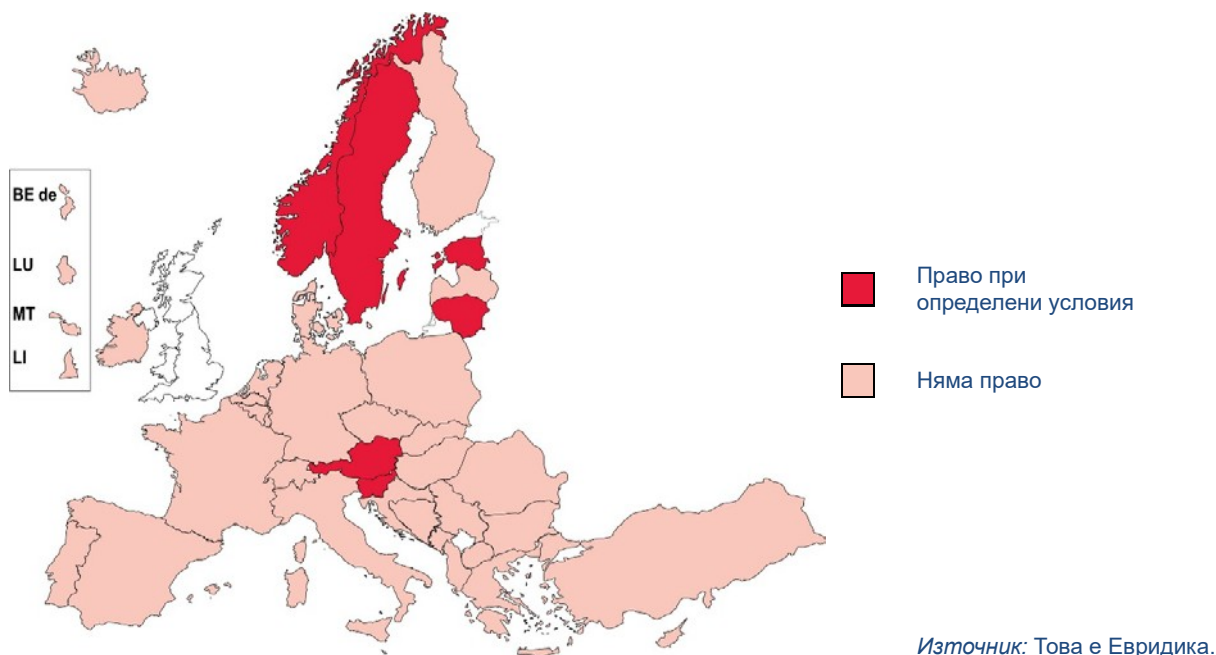 BE de
LU
MT
LI
Право при
определени условия
Няма право
Източник: Това е Евридика.